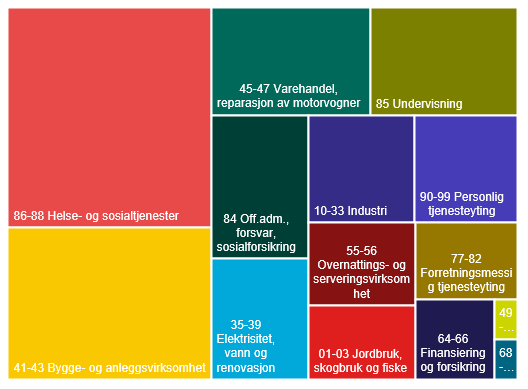 86-88 Helse- og sosialtjenester
41-43 Bygge- og anleggsvirksomhet
45-47 Varehandel,
reparasjon av motorvogner
85 Undervisning
84 Off.adm.,
forsvar,
sosialforsikring
35-39
Elektrisitet,
vann og
renovasjon
10-33 Industri
90-99 Personlig
tjenesteyting
55-56
Overnattings- og
serveringsvirksom
het
77-82
Forretningsmessi
g tjenesteyting
01-03 Jordbruk,
skogbruk og fiske
64-66
Finansiering
og forsikring
49
-...
68
-...